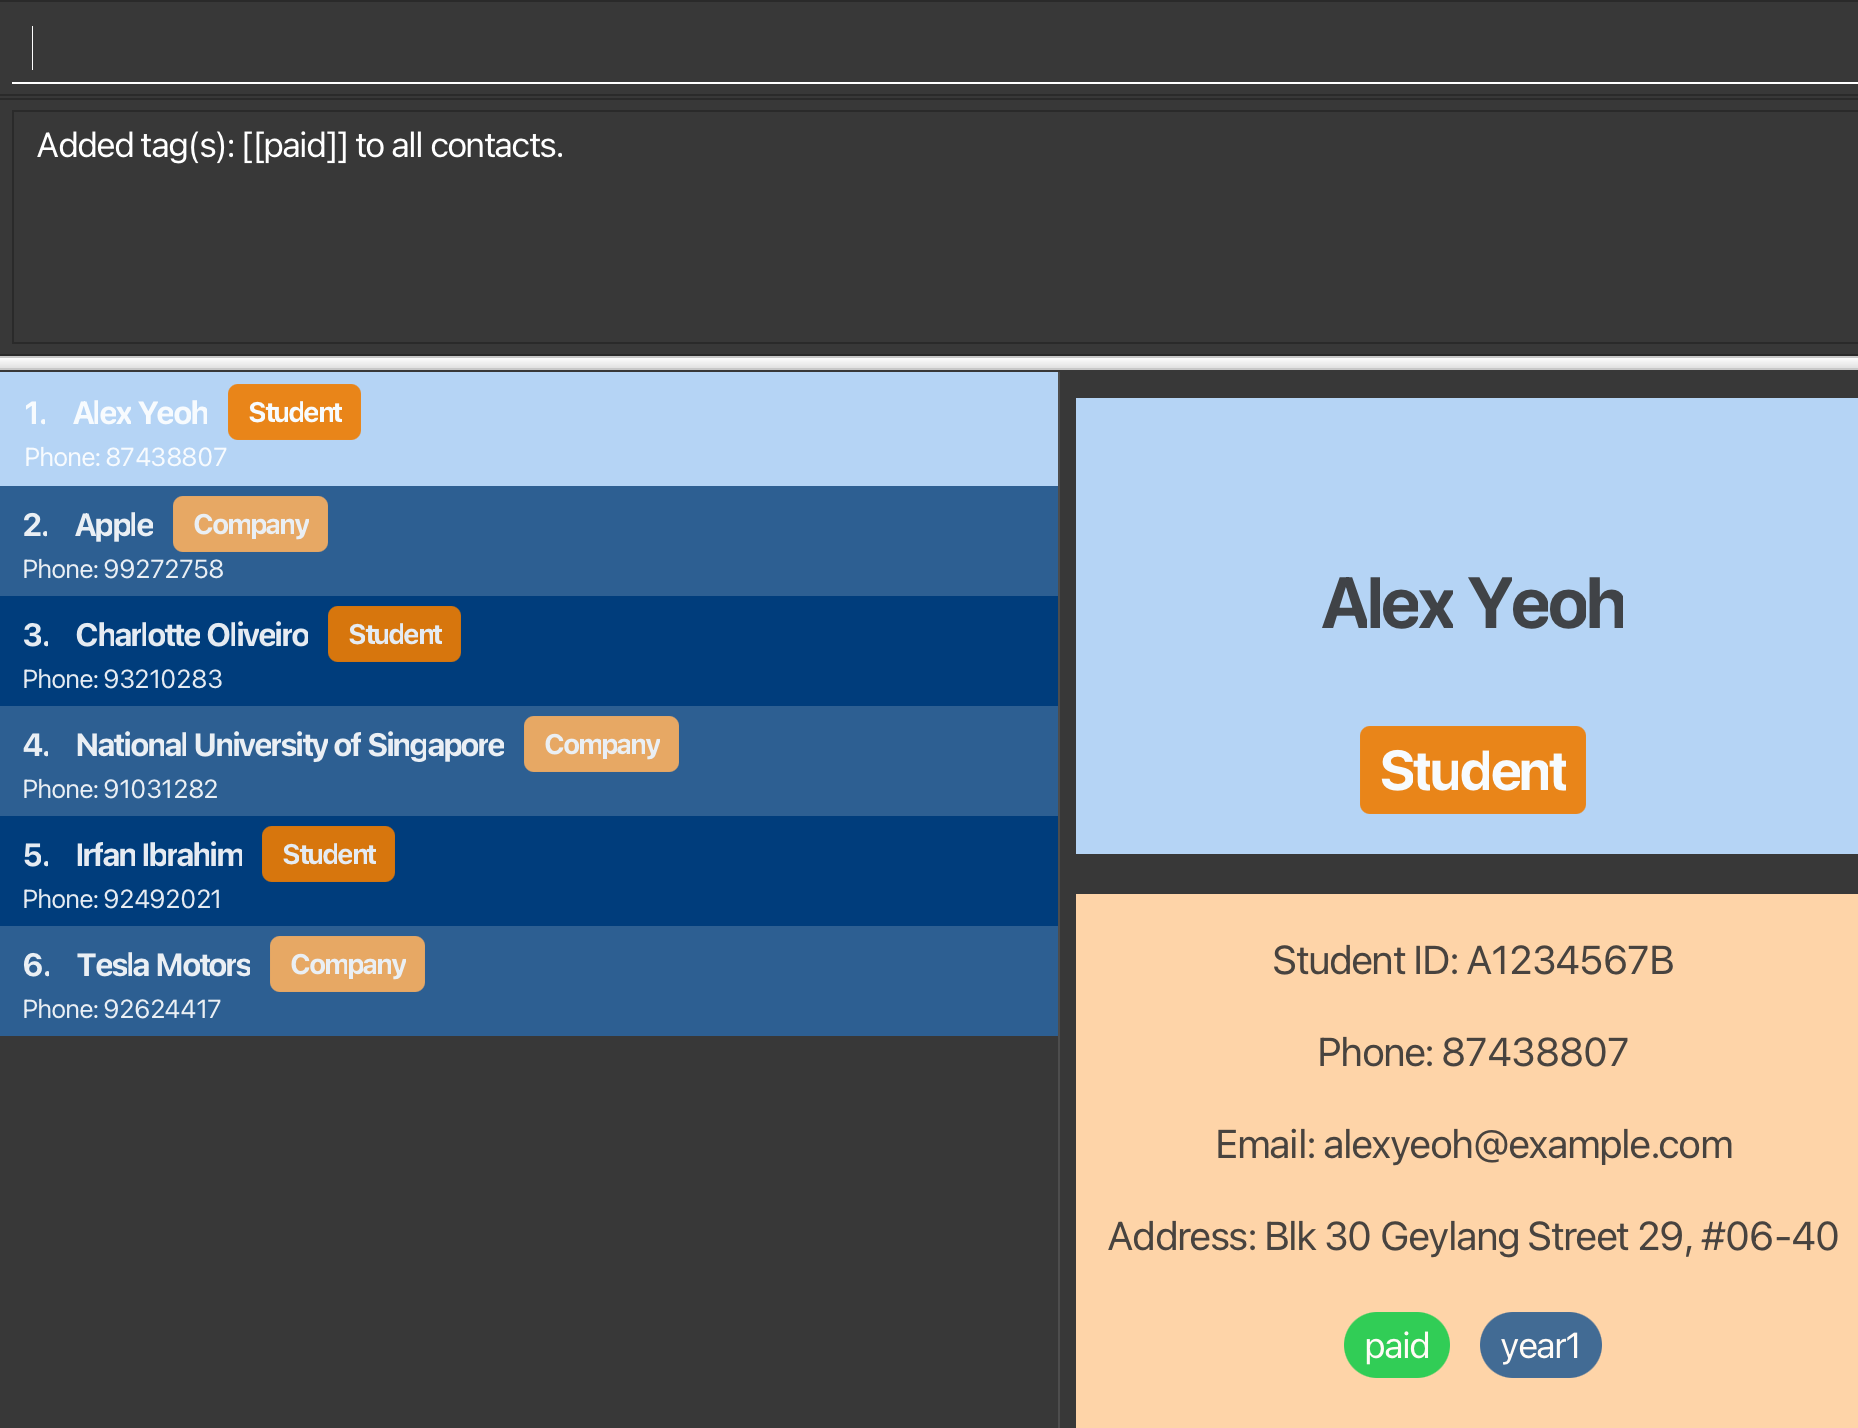 Added tag(s): [[paid]] to all contacts.
1. Alex Yeoh Student
Phone: 87438807
2. Apple Company
Phone: 99272758
3. Charlotte Oliveiro Student
Phone: 93210283
4. National University of Singapore Company
Phone: 91031282
5. Irfan Ibrahim Student
Phone: 92492021
6. Tesla Motors Company
Phone: 92624417
Alex Yeoh
Student
Student ID: A1234567B
Phone: 87438807
Email: alexyeoh@example.com
Address: Blk 30 Geylang Street 29, #06-40
paid year1